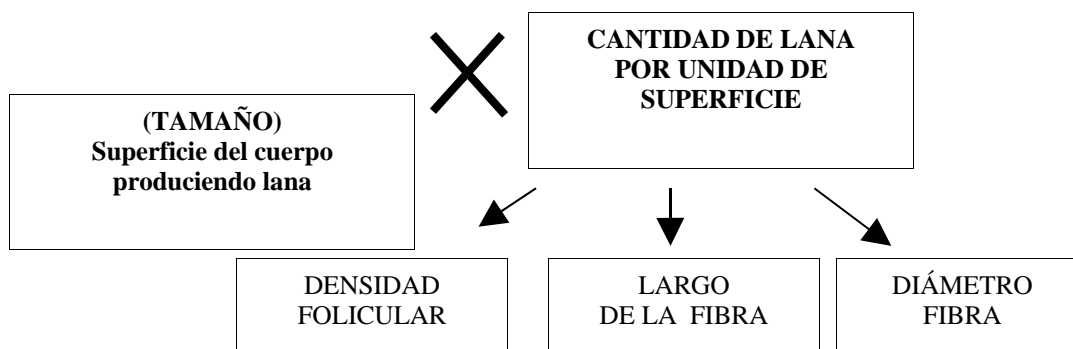 CANTIDAD DE LANA
POR UNIDAD DE
SUPERFICIE
(TAMAÑO)
Superficie del cuerpo
produciendo lana
DENSIDAD
FOLICULAR
LARGO
DE LA FIBRA
DIÁMETRO
FIBRA